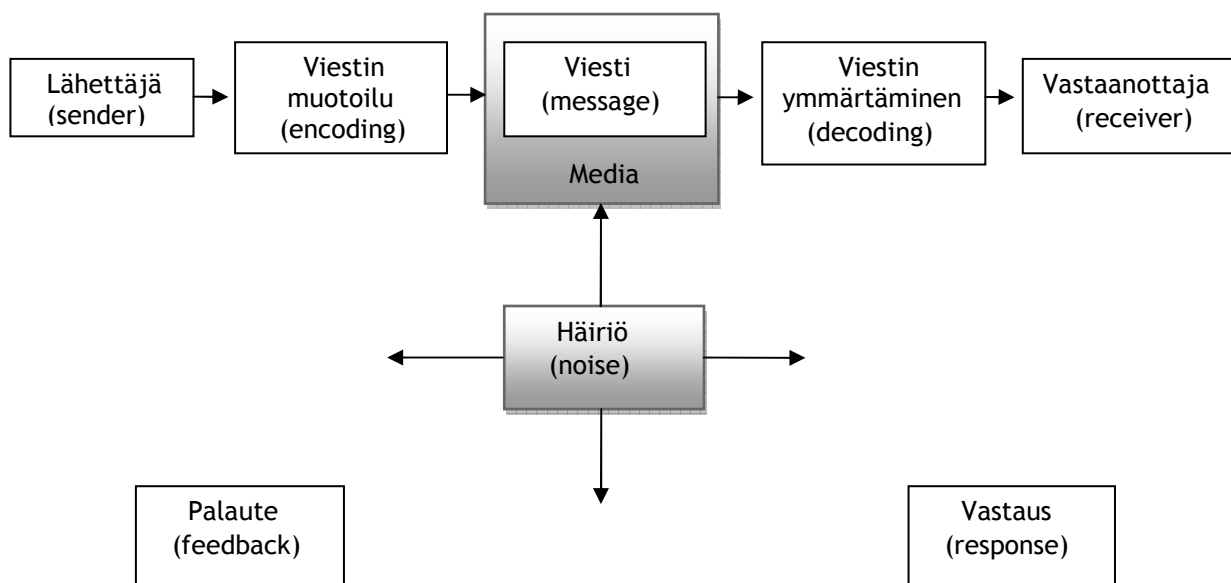 Lähettäjä
(sender)
Viestin
muotoilu
(encoding)
Viesti
(message)
Media
Viestin
ymmärtäminen
(decoding)
Vastaanottaja
(receiver)
Häiriö
(noise)
Palaute
(feedback)
Vastaus
(response)